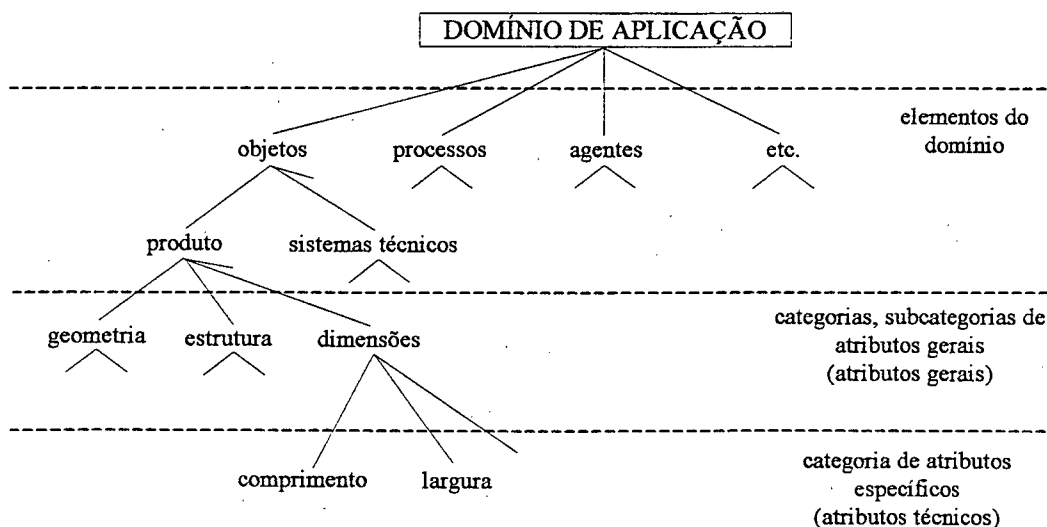 DOMÍNIO DE APLICAÇÃO
elementos do
domínio
objetos
processos
agentes
etc.
produto
sistemas técnicos
categorias, subcategorias de
atributos gerais
(atributos gerais)
geometria
estrutura
dimensões
categoria de atributos
específicos
(atributos técnicos)
comprimento
largura